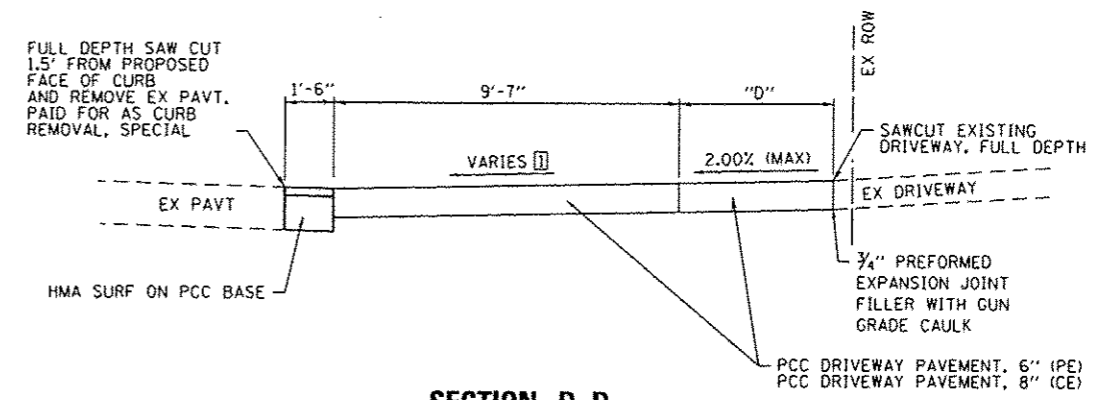 FULL DEPTH SAW CUT
1.5' FROM PROPOSED
FACE OF CURB
AND REMOVE EX PAVT.
PAID FOR AS CURB
REMOVAL, SPECIAL
1'-6"
9'-7"
"D"
EX ROW
SAWCUT EXISTING
DRIVEWAY, FULL DEPTH
VARIES 1
2.00% (MAX)
EX PAVT
EX DRIVEWAY
HMA SURF ON PCC BASE
3/4" PREFORMED
EXPANSION JOINT
FILLER WITH GUN
GRADE CAULK
PCC DRIVEWAY PAVEMENT, 6" (PE)
PCC DRIVEWAY PAVEMENT, 8" (CE)